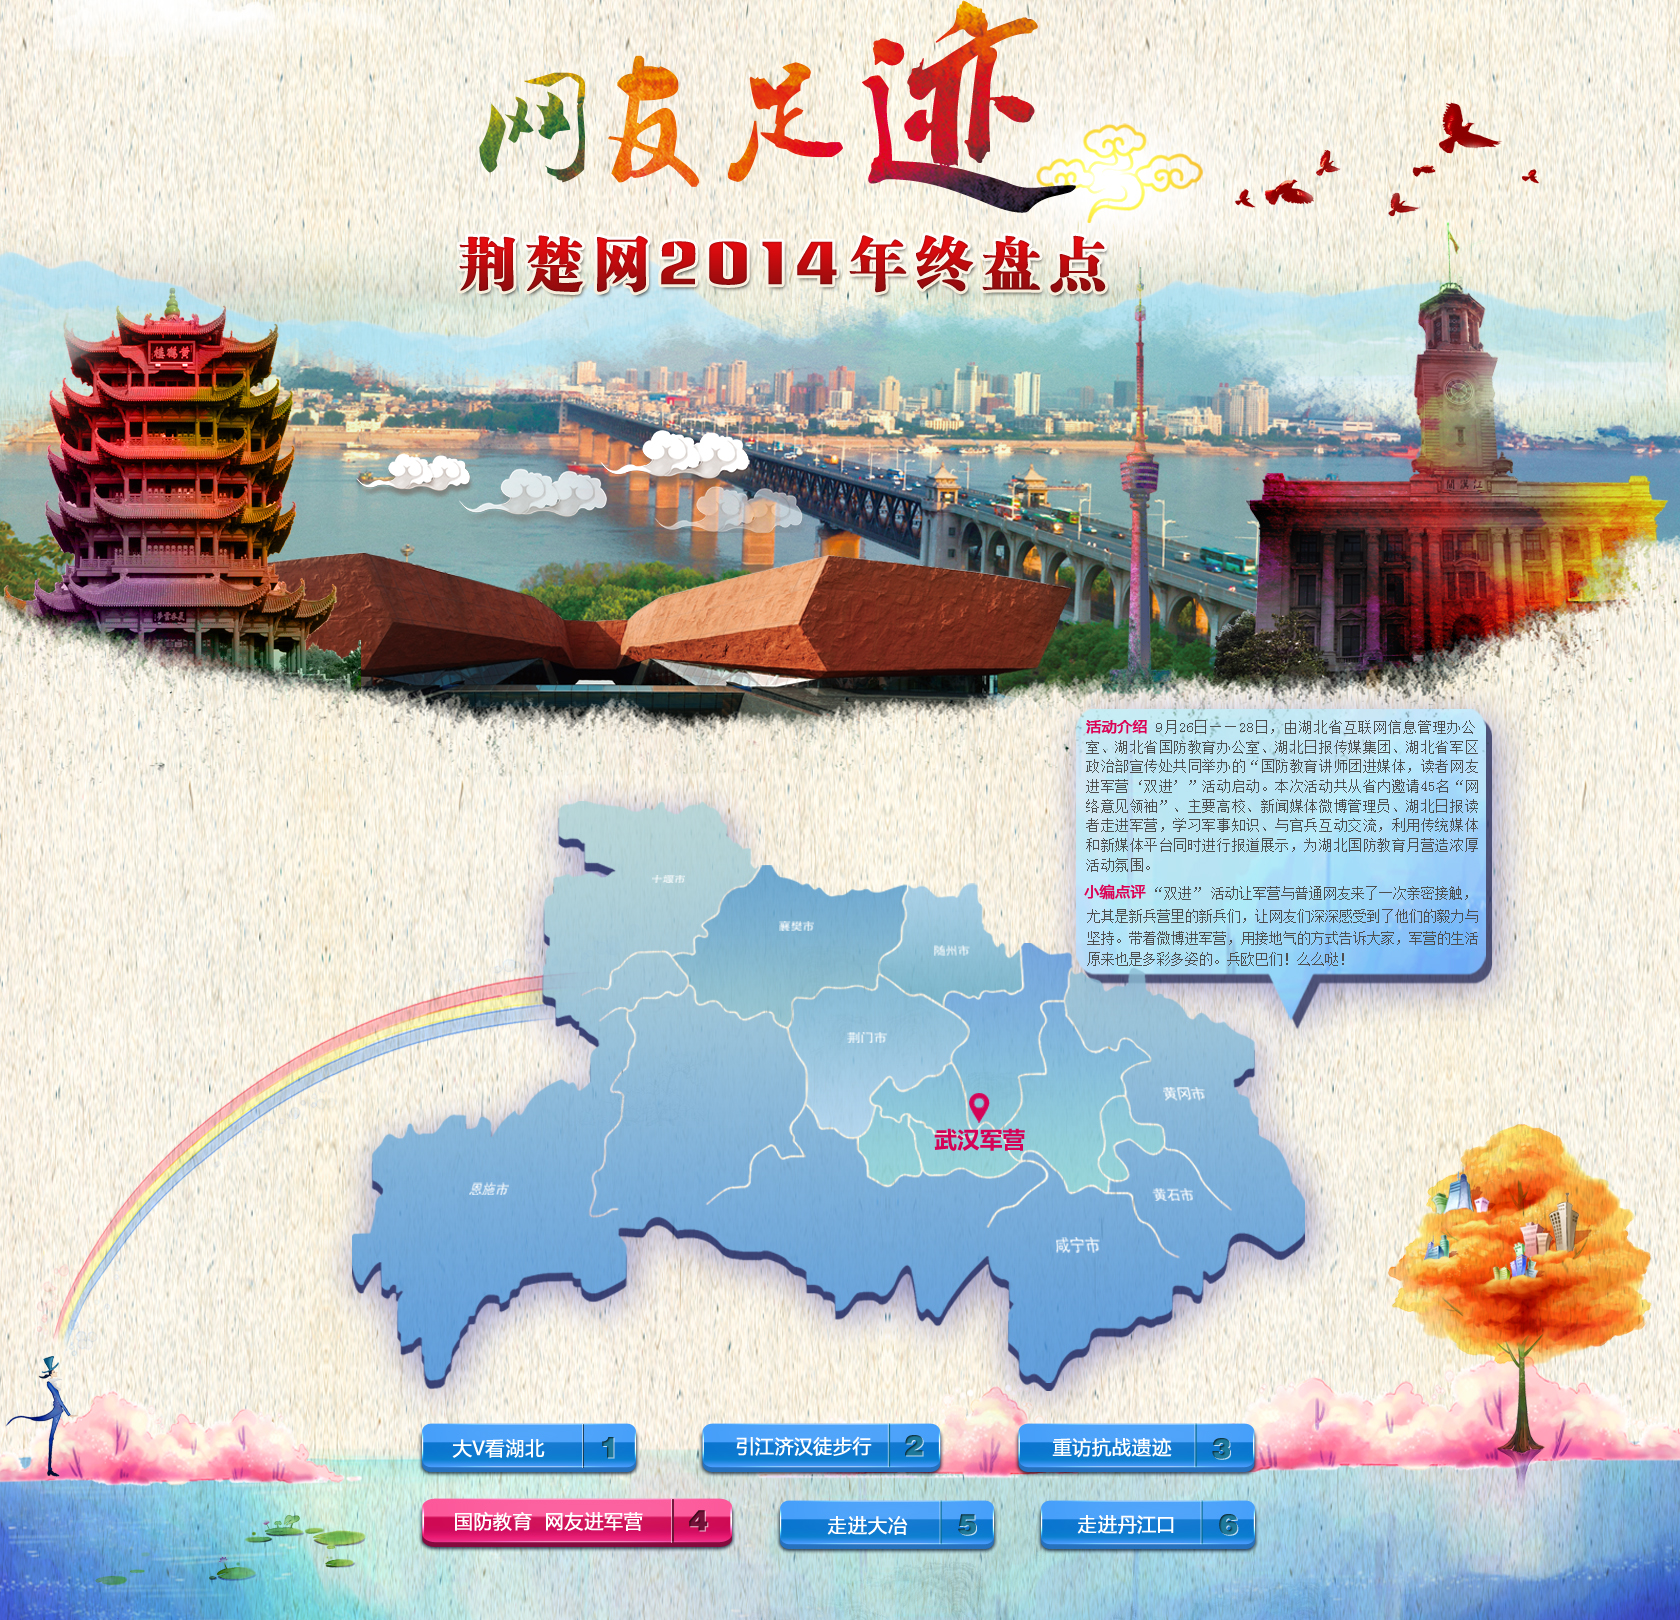 网友足迹
荆楚网2014年终盘点
黄鹤楼
江汉关
活动介绍 9月26日——28日，由湖北省互联网信息管理办公
室、湖北省国防教育办公室、湖北日报传媒集团、湖北省军区
政治部宣传处共同举办的“国防教育讲师团进媒体，读者网友
进军营‘双进’”活动启动。本次活动共从省内邀请45名“网
络意见领袖”、主要高校、新闻媒体微博管理员、湖北日报读
者走进军营，学习军事知识、与官兵互动交流，利用传统媒体
和新媒体平台同时进行报道展示，为湖北国防教育月营造浓厚
活动氛围。
小编点评 “双进” 活动让军营与普通网友来了一次亲密接触，
尤其是新兵营里的新兵们，让网友们深深感受到了他们的毅力与
坚持。带着微博进军营，用接地气的方式告诉大家，军营的生活
原来也是多彩多姿的。兵欧巴们！么么哒！
十堰市
襄樊市
随州市
荆门市
黄冈市
武汉军营
恩施市
黄石市
咸宁市
大V看湖北 1
引江济汉徒步行 2
重访抗战遗迹 3
国防教育 网友进军营 4
走进大冶 5
走进丹江口 6